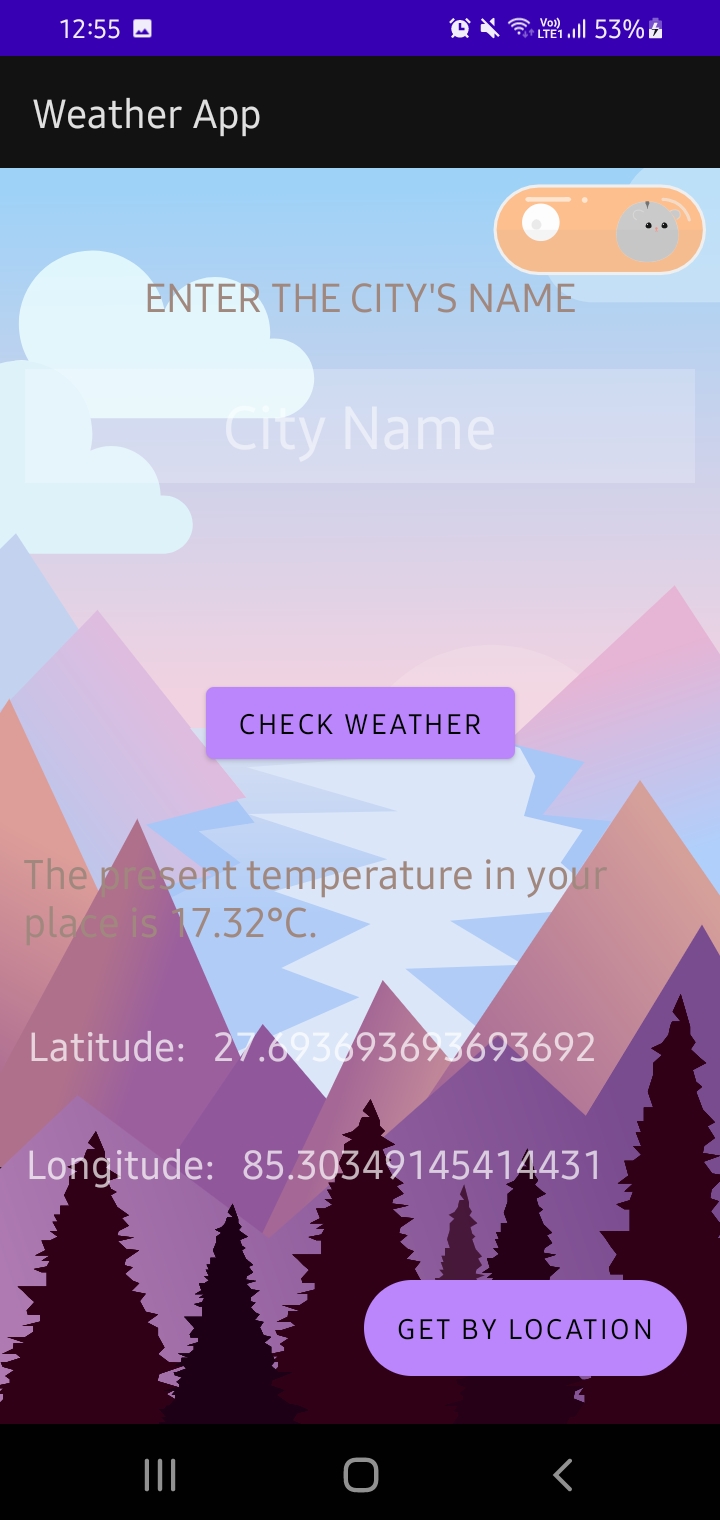 12:55 Vo)) LTE1 53%
Weather App
ENTER THE CITY'S NAME
City Name
CHECK WEATHER
The present temperature in your
place is 17.32°C.
Latitude: 27.693693693693692
Longitude: 85.30349145414431
GET BY LOCATION